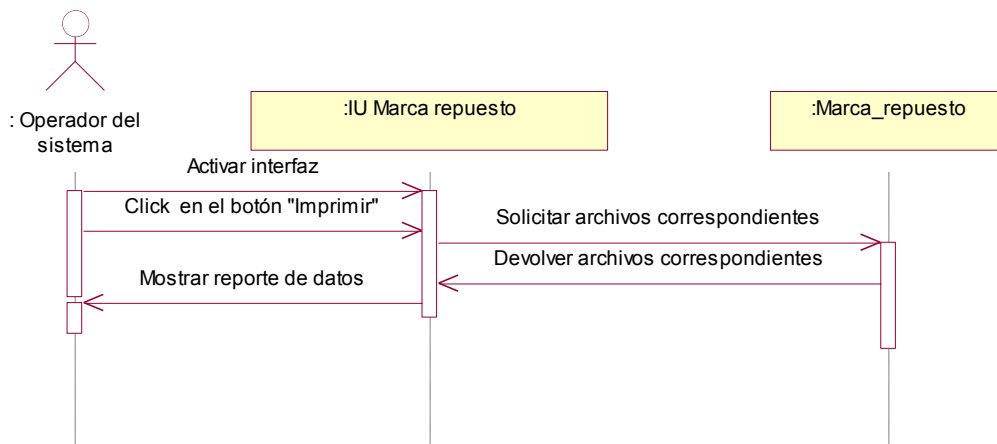 : Operador del
sistema
:IU Marca repuesto
:Marca_repuesto
Activar interfaz
Click en el botón "Imprimir"
Solicitar archivos correspondientes
Devolver archivos correspondientes
Mostrar reporte de datos